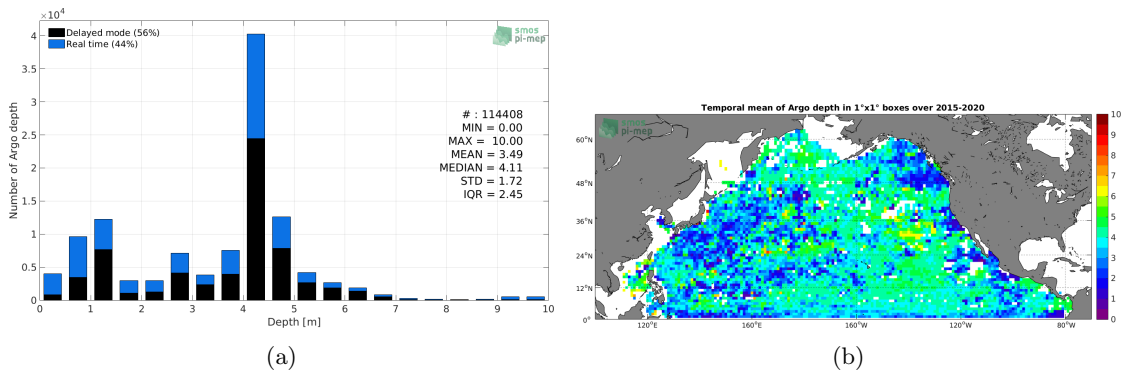 ×10⁴
Delayed mode (56%)
Real time (44%)
smos
pi-mep
# : 114408
MIN = 0.00
MAX = 10.00
MEAN = 3.49
MEDIAN = 4.11
STD = 1.72
IQR = 2.45
Number of Argo depth
4
3.5
3
2.5
2
1.5
1
0.5
0
0 1 2 3 4 5 6 7 8 9 10
Depth [m]
(a)
Temporal mean of Argo depth in 1°x1° boxes over 2015-2020
smos
pi-mep
60°N
48°N
36°N
24°N
12°N
0°
120°E 160°E 160°W 120°W 80°W
10
9
8
7
6
5
4
3
2
1
0
(b)